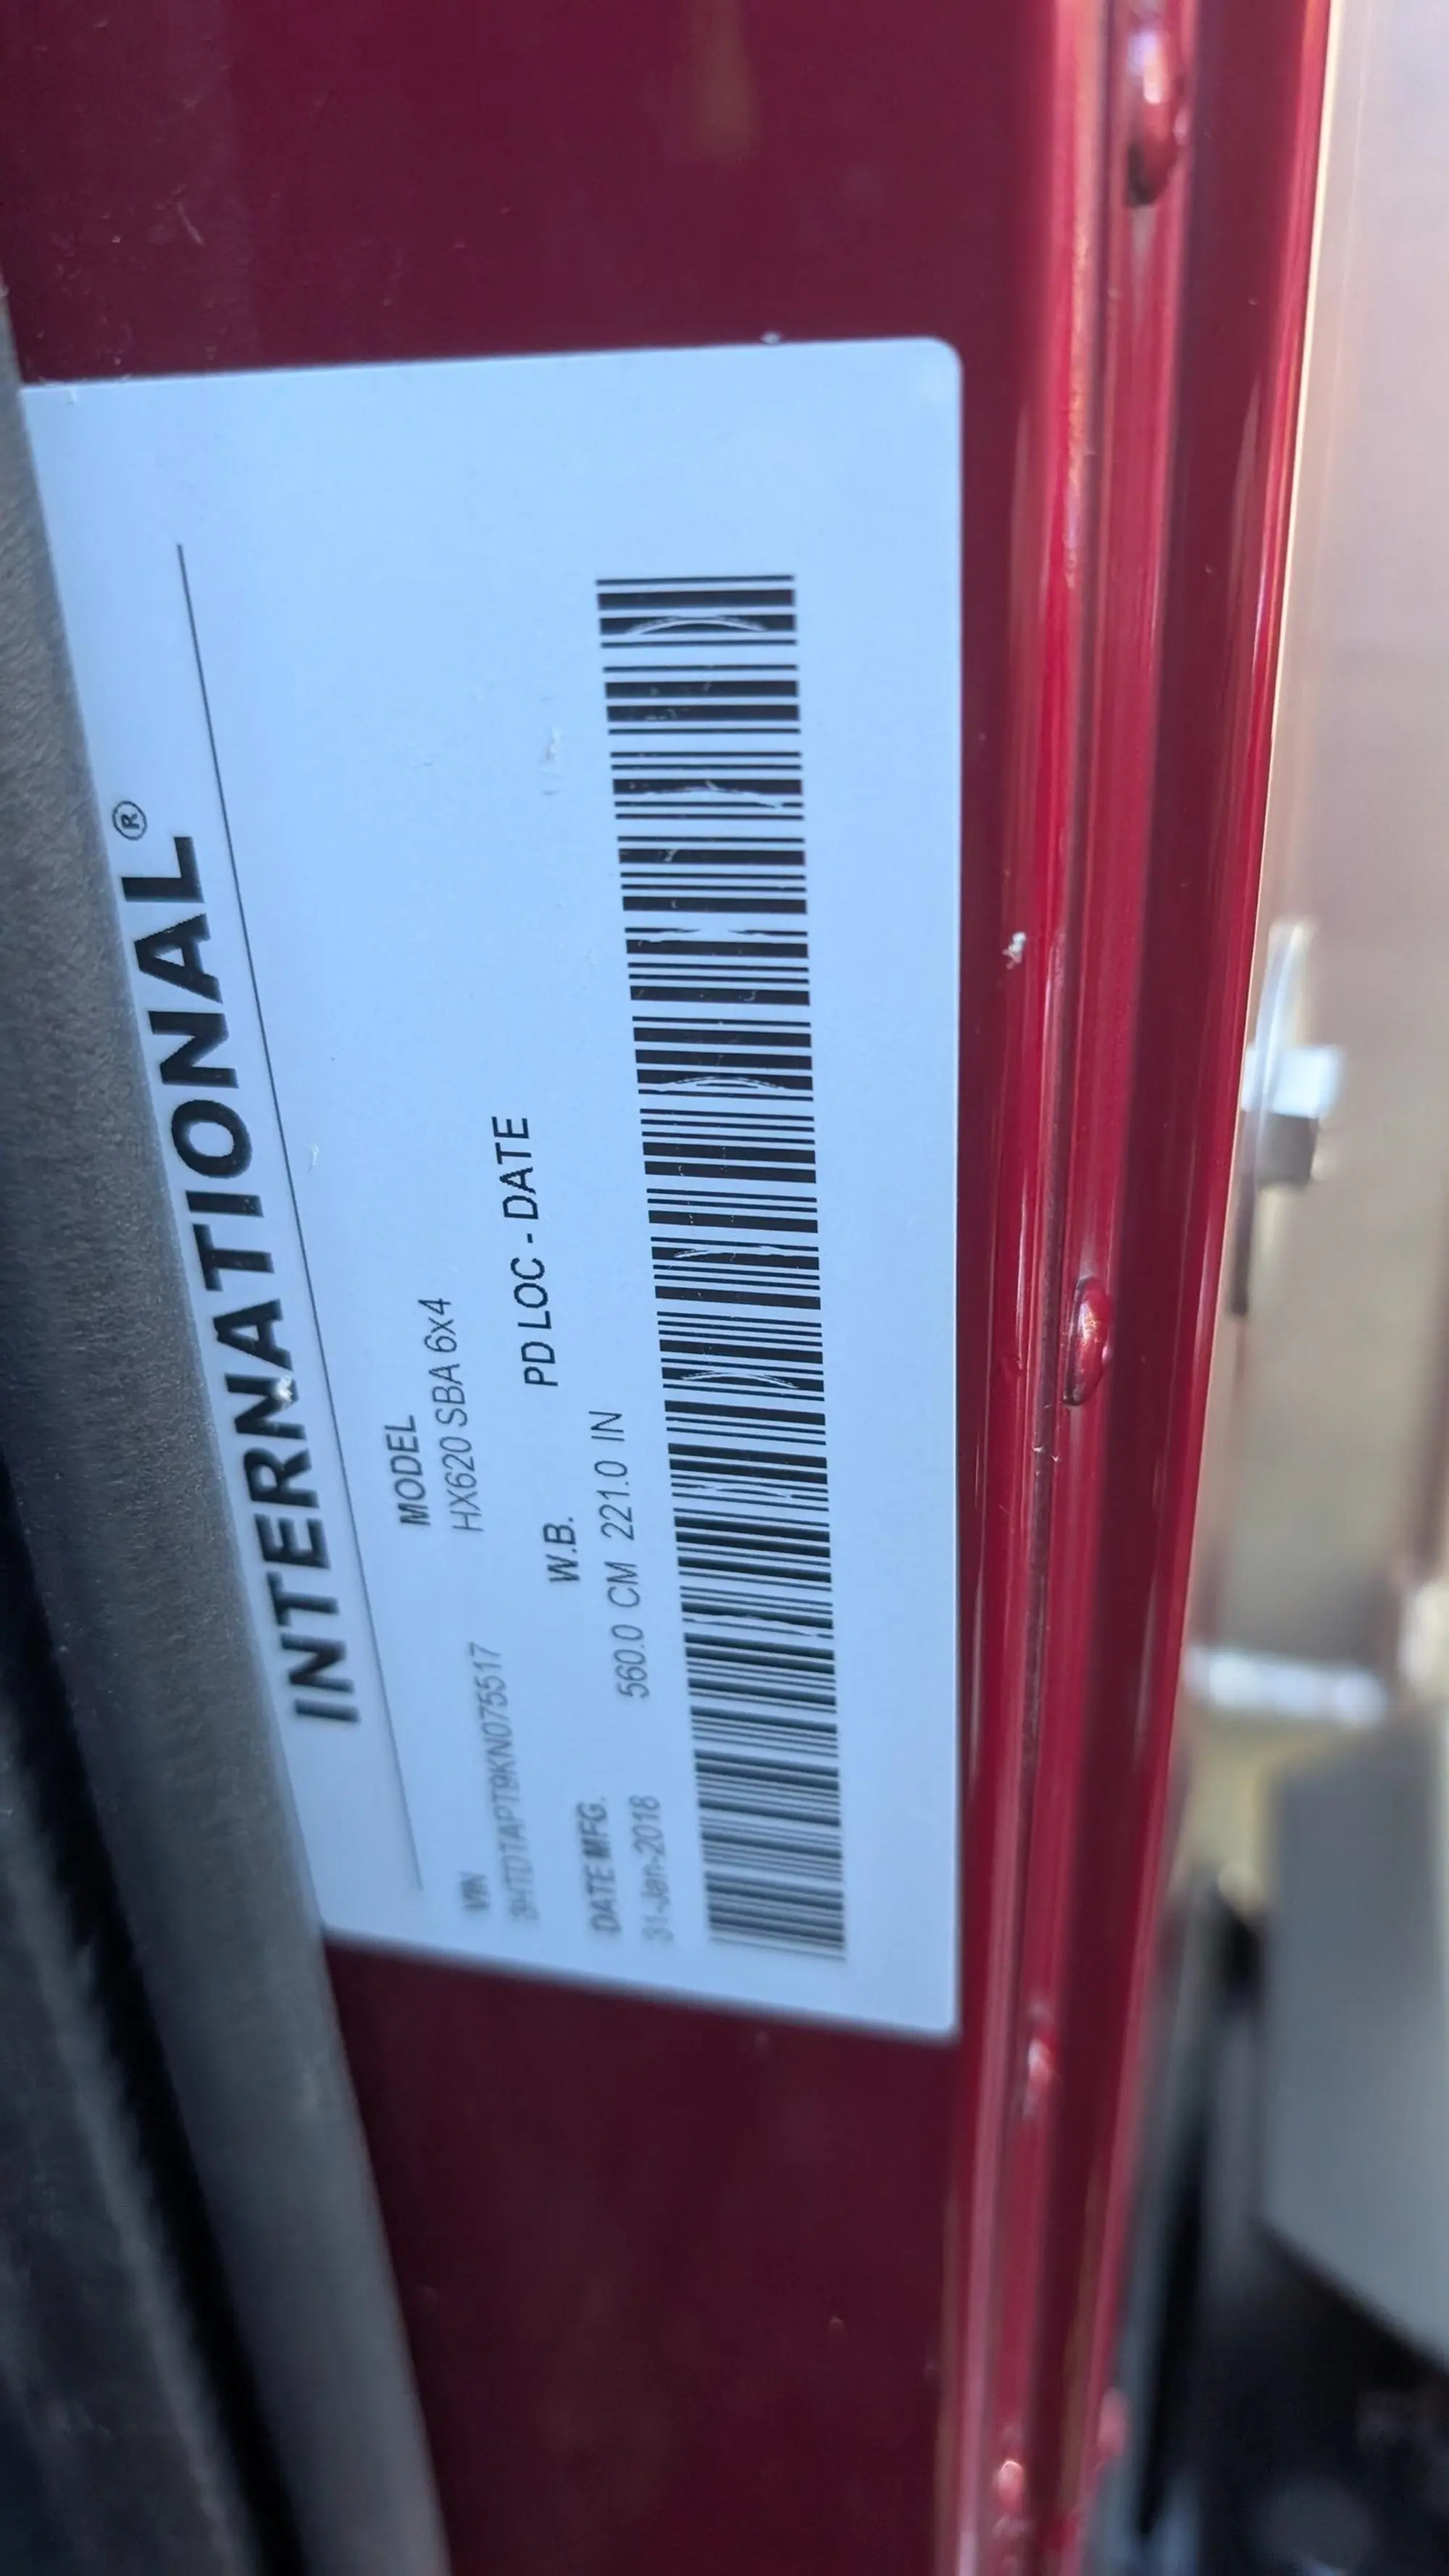 INTERNATIONAL®
VIN MODEL
3HTDTAPT9KN075517 HX620 SBA 6x4
DATE MFG. W.B. PD LOC - DATE
31-Jan-2018 560.0 CM 221.0 IN